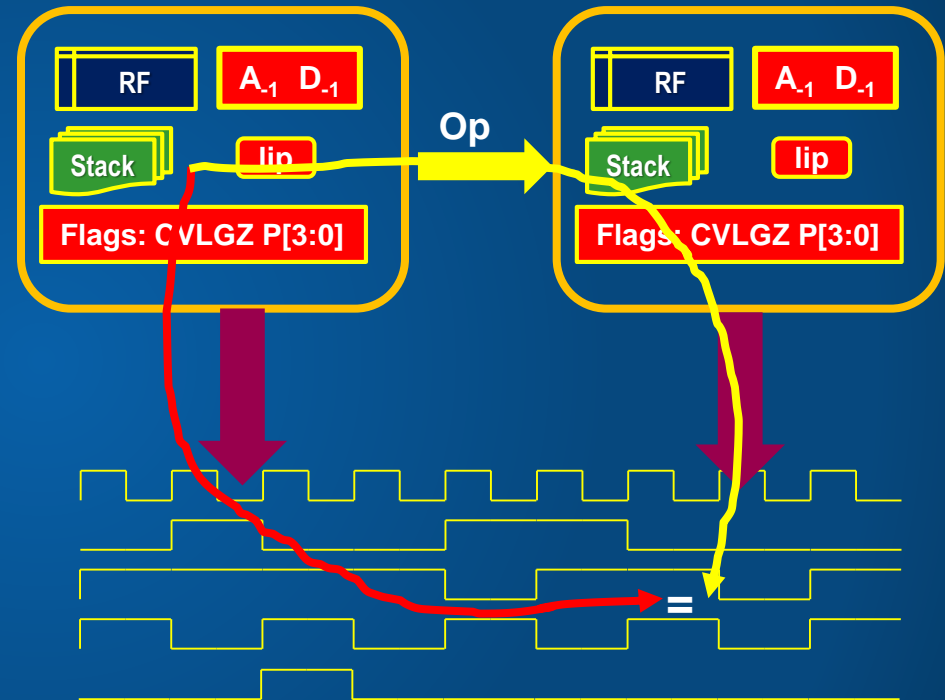 RF
A-1 D-1
Stack
lip
Flags: CVLGZ P[3:0]
Op
RF
A-1 D-1
Stack
lip
Flags: CVLGZ P[3:0]
=